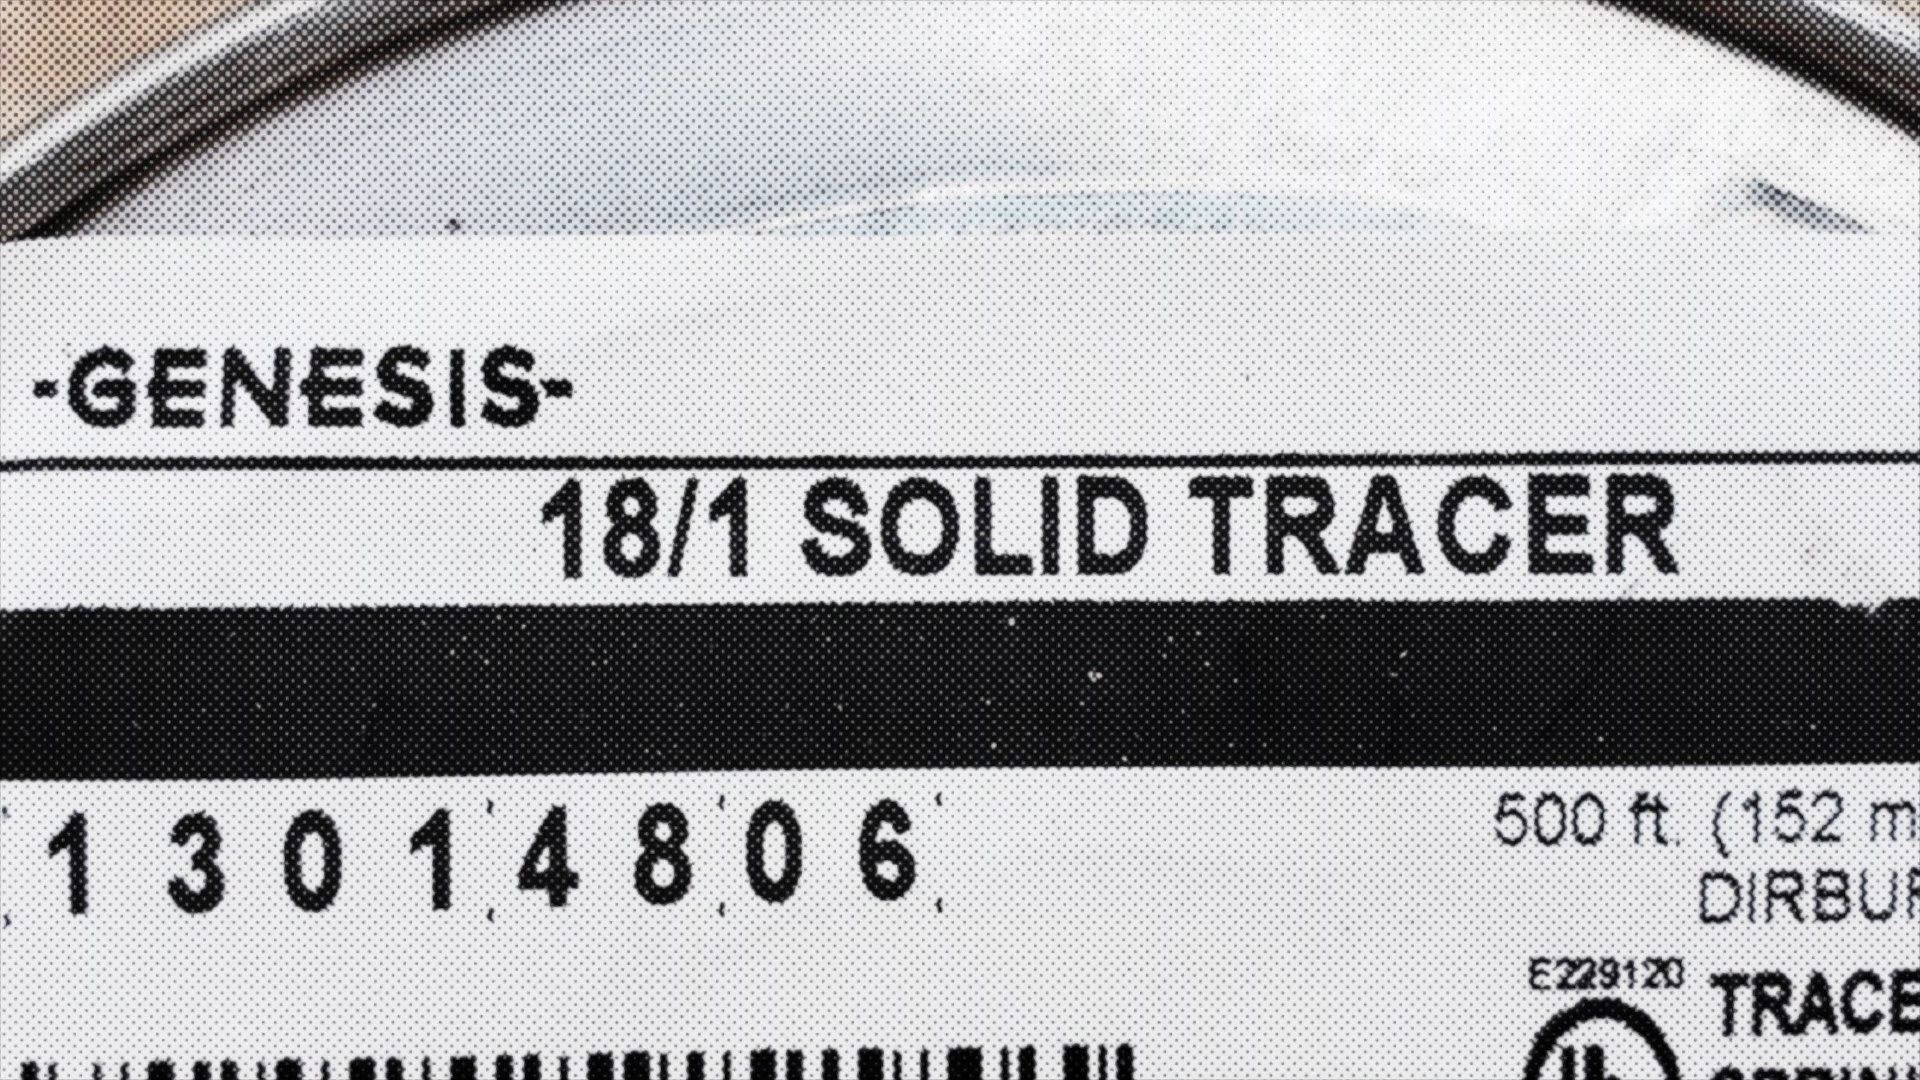 -GENESIS-
18/1 SOLID TRACER
1 3 0 1 4 8 0 6
500 ft. (152 m
DIRBUR
E229120
TRACE